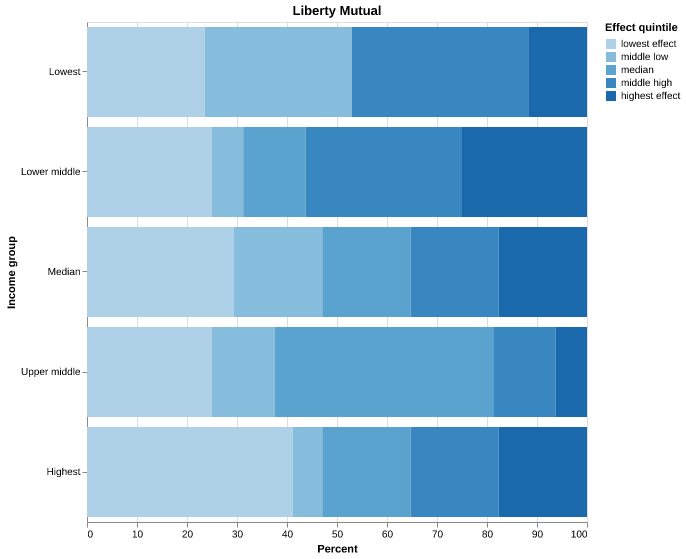 Liberty Mutual
Effect quintile
lowest effect
middle low
median
middle high
highest effect
Income group
Lowest
Lower middle
Median
Upper middle
Highest
0 10 20 30 40 50 60 70 80 90 100
Percent